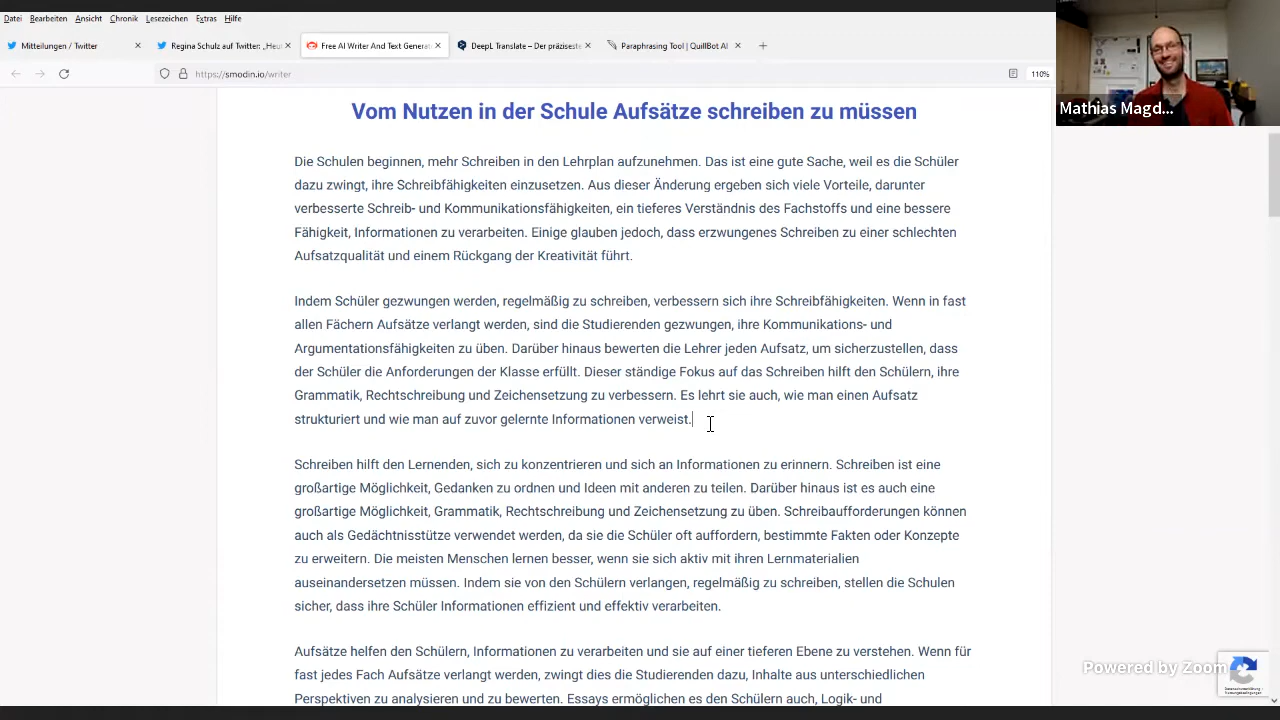 Datei Bearbeiten Ansicht Chronik Lesezeichen Extras Hilfe
Mitteilungen / Twitter
Regina Schulz auf Twitter: „Heu
Free AI Writer And Text Generat
DeepL Translate – Der präziseste
Paraphrasing Tool | QuillBot AI
https://smodin.io/writer
110%
Mathias Magd...
Vom Nutzen in der Schule Aufsätze schreiben zu müssen
Die Schulen beginnen, mehr Schreiben in den Lehrplan aufzunehmen. Das ist eine gute Sache, weil es die Schüler
dazu zwingt, ihre Schreibfähigkeiten einzusetzen. Aus dieser Änderung ergeben sich viele Vorteile, darunter
verbesserte Schreib- und Kommunikationsfähigkeiten, ein tieferes Verständnis des Fachstoffs und eine bessere
Fähigkeit, Informationen zu verarbeiten. Einige glauben jedoch, dass erzwungenes Schreiben zu einer schlechten
Aufsatzqualität und einem Rückgang der Kreativität führt.
Indem Schüler gezwungen werden, regelmäßig zu schreiben, verbessern sich ihre Schreibfähigkeiten. Wenn in fast
allen Fächern Aufsätze verlangt werden, sind die Studierenden gezwungen, ihre Kommunikations- und
Argumentationsfähigkeiten zu üben. Darüber hinaus bewerten die Lehrer jeden Aufsatz, um sicherzustellen, dass
der Schüler die Anforderungen der Klasse erfüllt. Dieser ständige Fokus auf das Schreiben hilft den Schülern, ihre
Grammatik, Rechtschreibung und Zeichensetzung zu verbessern. Es lehrt sie auch, wie man einen Aufsatz
strukturiert und wie man auf zuvor gelernte Informationen verweist.
Schreiben hilft den Lernenden, sich zu konzentrieren und sich an Informationen zu erinnern. Schreiben ist eine
großartige Möglichkeit, Gedanken zu ordnen und Ideen mit anderen zu teilen. Darüber hinaus ist es auch eine
großartige Möglichkeit, Grammatik, Rechtschreibung und Zeichensetzung zu üben. Schreibaufforderungen können
auch als Gedächtnisstütze verwendet werden, da sie die Schüler oft auffordern, bestimmte Fakten oder Konzepte
zu erweitern. Die meisten Menschen lernen besser, wenn sie sich aktiv mit ihren Lernmaterialien
auseinandersetzen müssen. Indem sie von den Schülern verlangen, regelmäßig zu schreiben, stellen die Schulen
sicher, dass ihre Schüler Informationen effizient und effektiv verarbeiten.
Aufsätze helfen den Schülern, Informationen zu verarbeiten und sie auf einer tieferen Ebene zu verstehen. Wenn für
fast jedes Fach Aufsätze verlangt werden, zwingt dies die Studierenden dazu, Inhalte aus unterschiedlichen
Perspektiven zu analysieren und zu bewerten. Essays ermöglichen es den Schülern auch, Logik- und
Powered by Zoom